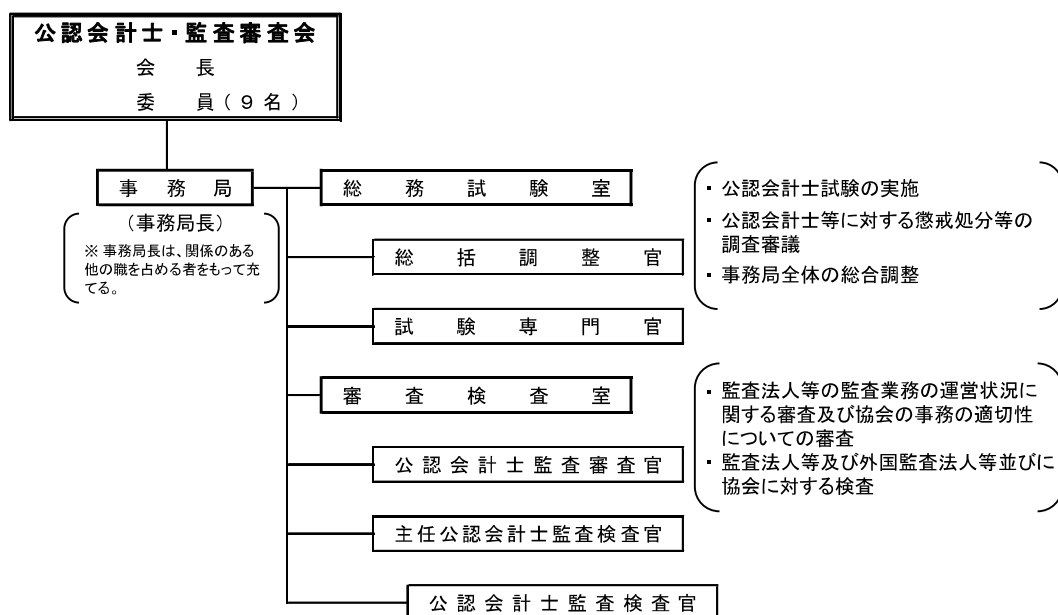 公認会計士・監査審査会
会長
委員(9名)
事務局
(事務局長)
※ 事務局長は、関係のある
他の職を占める者をもって充
てる。
総務試験室
総括調整官
試験専門官
・ 公認会計士試験の実施
・ 公認会計士等に対する懲戒処分等の
調査審議
・ 事務局全体の総合調整
審査検査室
公認会計士監査審査官
主任公認会計士監査検査官
公認会計士監査検査官
・ 監査法人等の監査業務の運営状況に
関する審査及び協会の事務の適切性
についての審査
・ 監査法人等及び外国監査法人等並びに
協会に対する検査